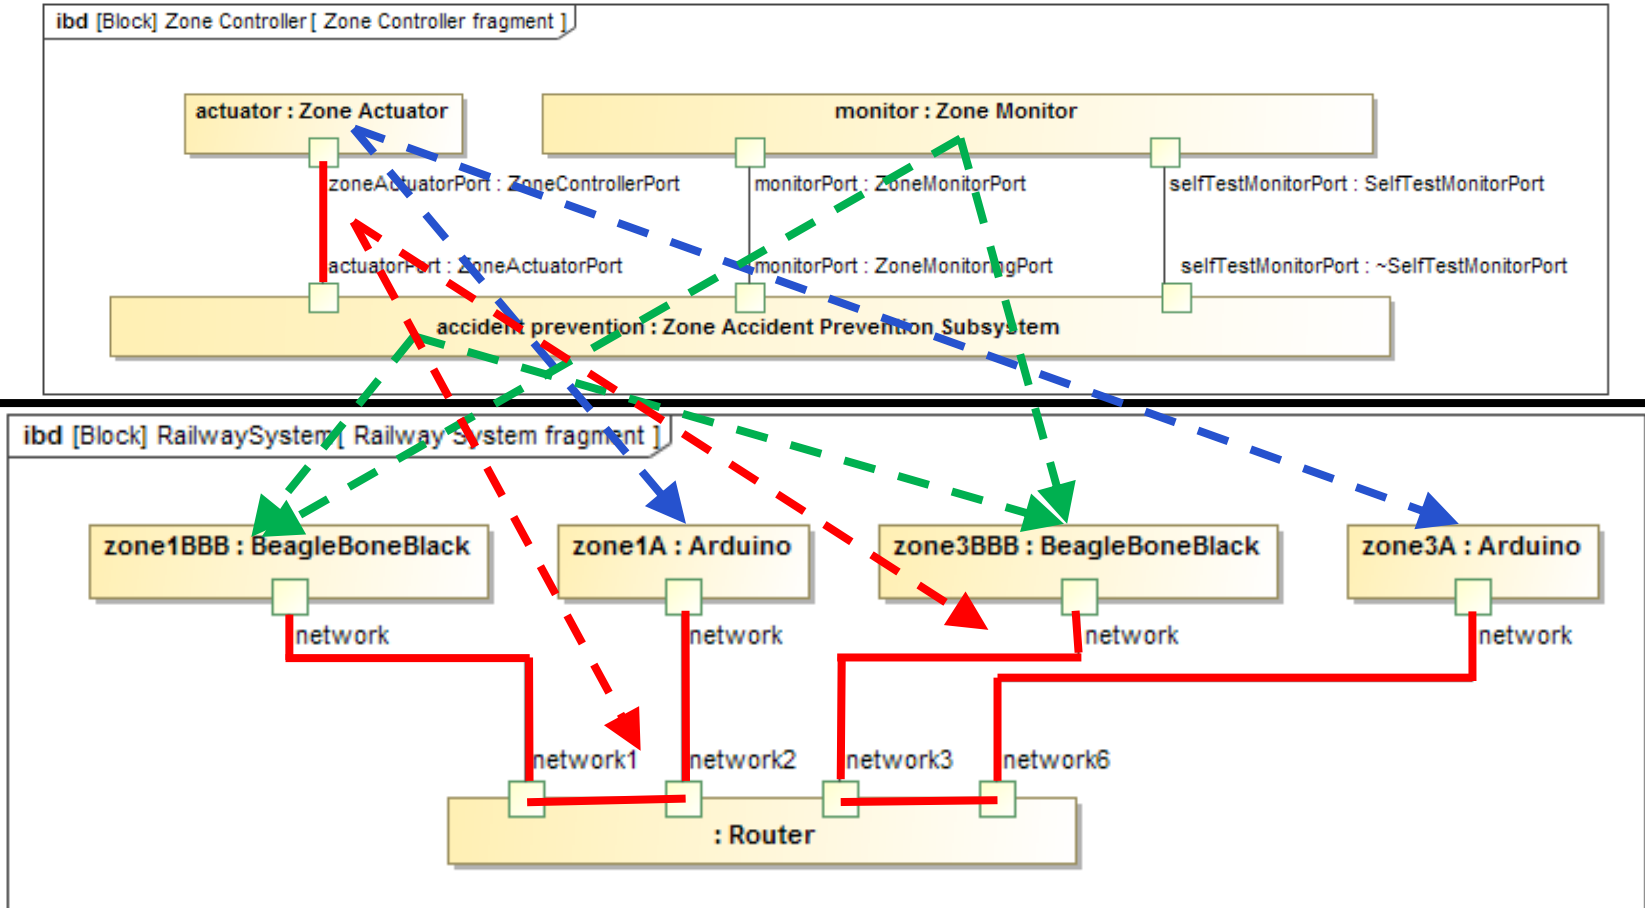 ibd [Block] Zone Controller [ Zone Controller fragment ]
actuator : Zone Actuator
monitor : Zone Monitor
zoneActuatorPort : ZoneControllerPort
monitorPort : ZoneMonitorPort
selfTestMonitorPort : SelfTestMonitorPort
actuatorPort : ZoneActuatorPort
monitorPort : ZoneMonitoringPort
selfTestMonitorPort : ~SelfTestMonitorPort
accident prevention : Zone Accident Prevention Subsystem
ibd [Block] RailwaySystem [ Railway System fragment ]
zone1BBB : BeagleBoneBlack
zone1A : Arduino
zone3BBB : BeagleBoneBlack
zone3A : Arduino
network
network
network
network
network1
network2
network3
network6
: Router